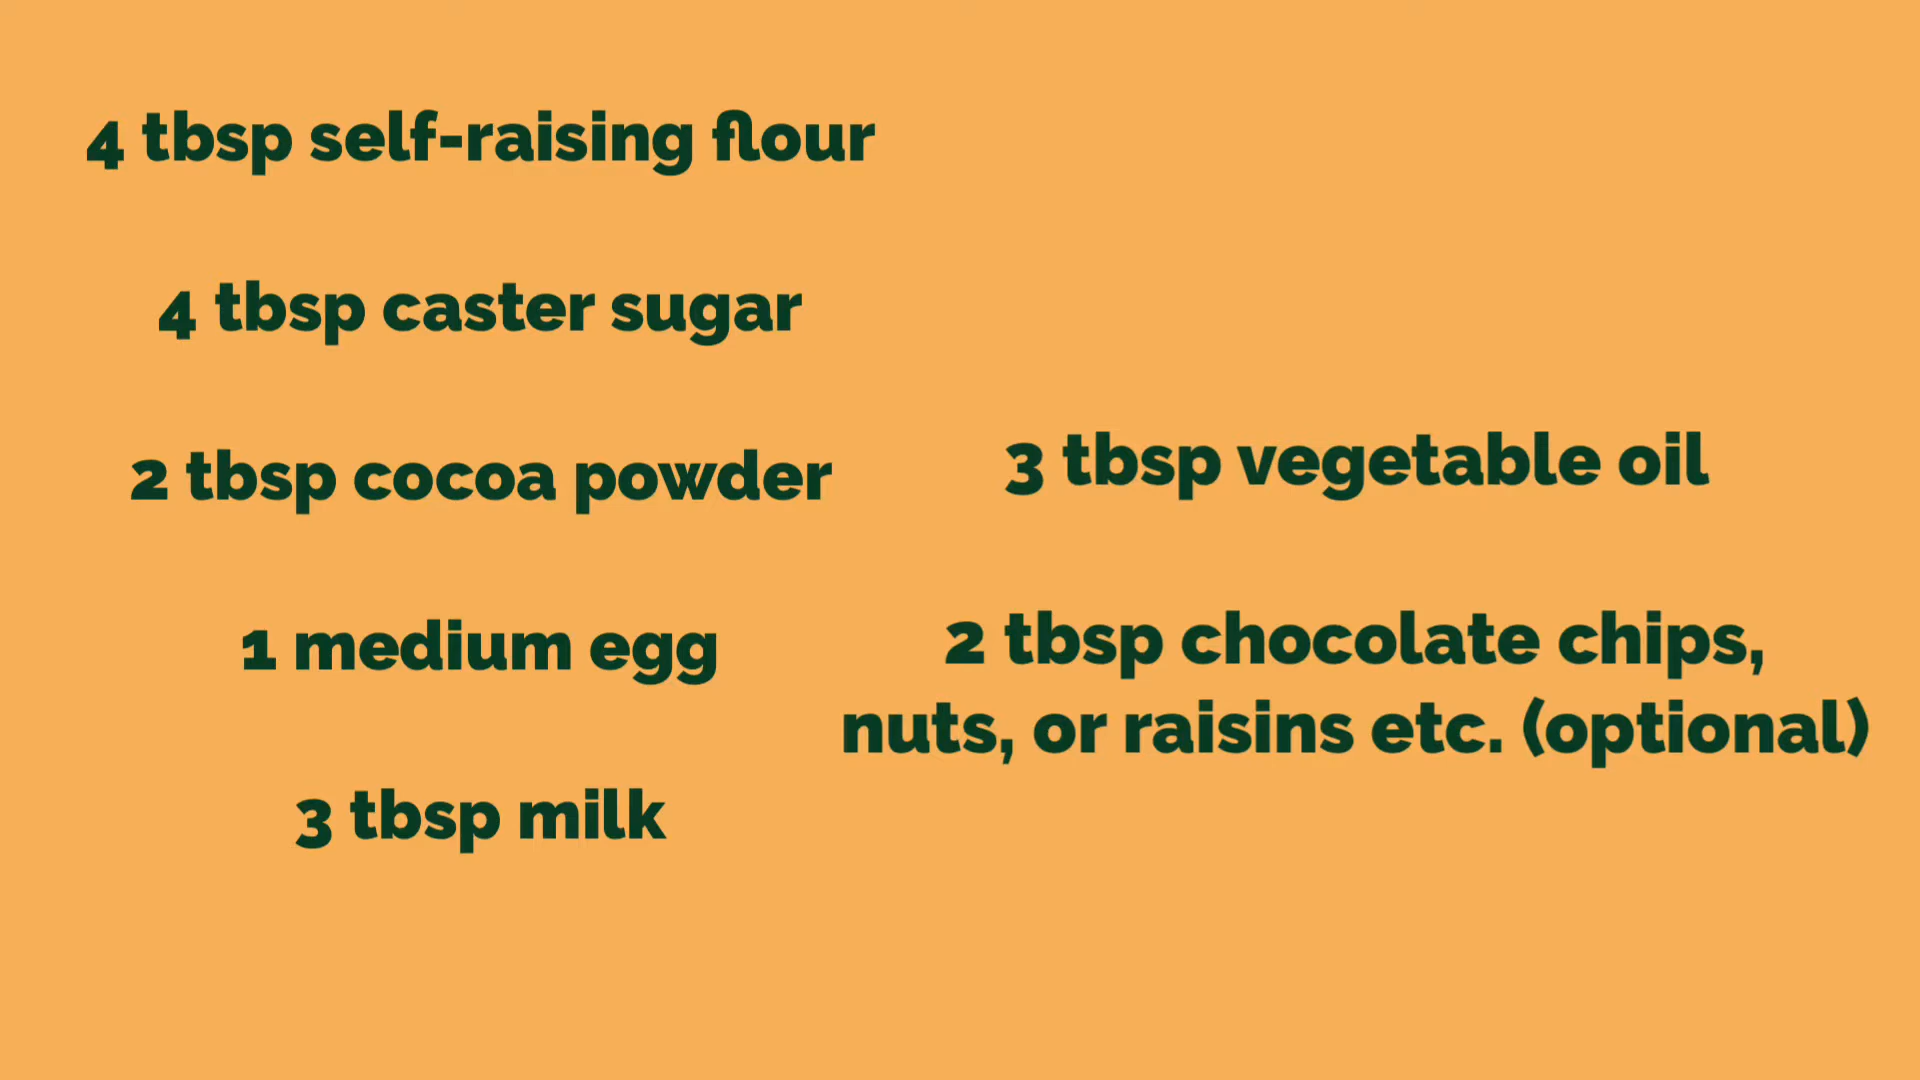 4 tbsp self-raising flour
4 tbsp caster sugar
2 tbsp cocoa powder
1 medium egg
3 tbsp milk
3 tbsp vegetable oil
2 tbsp chocolate chips,
nuts, or raisins etc. (optional)